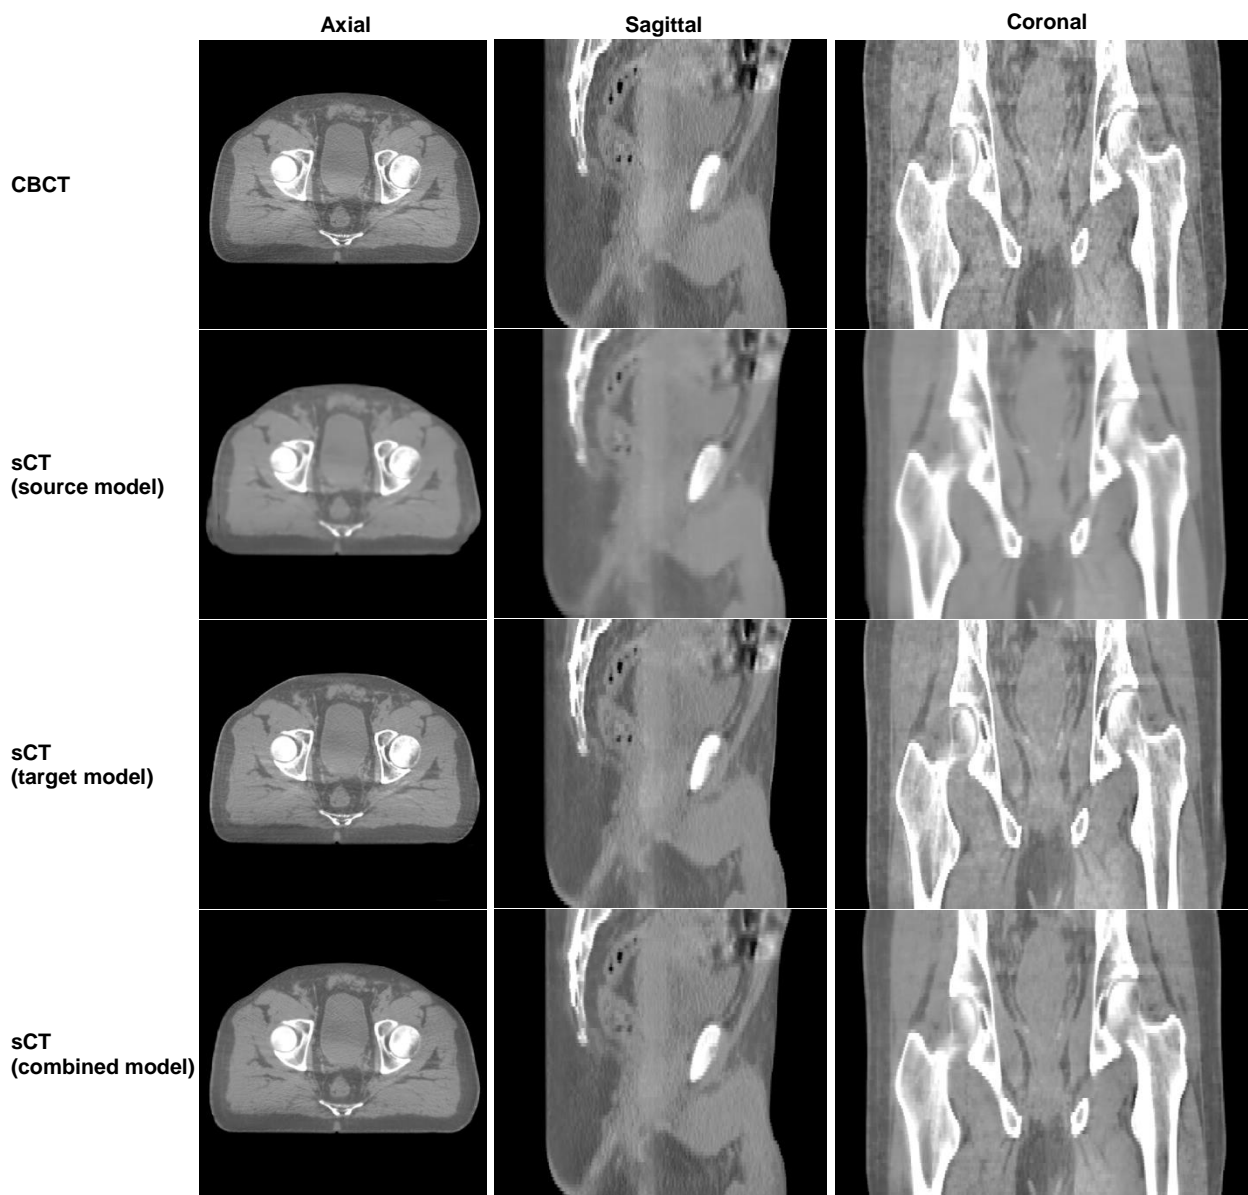 Axial
Sagittal
Coronal
CBCT
sCT
(source model)
sCT
(target model)
sCT
(combined model)